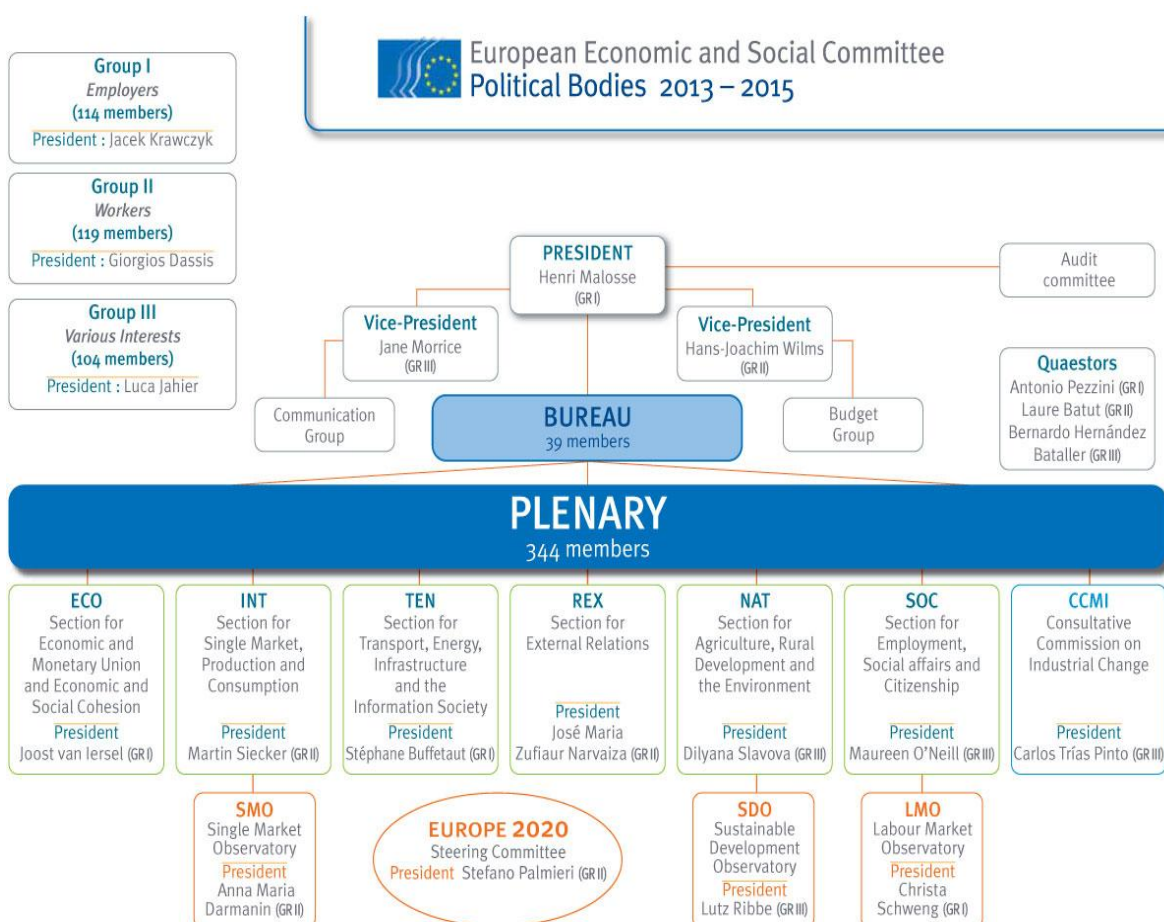 European Economic and Social Committee
Political Bodies 2013 – 2015
Group I
Employers
(114 members)
President : Jacek Krawczyk
Group II
Workers
(119 members)
President : Giorgios Dassis
Group III
Various Interests
(104 members)
President : Luca Jahier
PRESIDENT
Henri Malosse
(GR I)
Audit
committee
Vice-President
Jane Morrice
(GR III)
Vice-President
Hans-Joachim Wilms
(GR II)
Communication
Group
BUREAU
39 members
Budget
Group
Quaestors
Antonio Pezzini (GR I)
Laure Batut (GR II)
Bernardo Hernández
Bataller (GR III)
PLENARY
344 members
ECO
Section for
Economic and
Monetary Union
and Economic and
Social Cohesion
President
Joost van Iersel (GR I)
INT
Section for
Single Market,
Production and
Consumption
President
Martin Siecker (GR II)
TEN
Section for
Transport, Energy,
Infrastructure
and the
Information Society
President
Stéphane Buffetaut (GR I)
REX
Section for
External Relations
President
José Maria
Zufiaur Narvaiza (GR II)
NAT
Section for
Agriculture, Rural
Development and
the Environment
President
Dilyana Slavova (GR III)
SOC
Section for
Employment,
Social affairs and
Citizenship
President
Maureen O'Neill (GR III)
CCMI
Consultative
Commission on
Industrial Change
President
Carlos Trías Pinto (GR III)
SMO
Single Market
Observatory
President
Anna Maria
Darmanin (GR II)
EUROPE 2020
Steering Committee
President Stefano Palmieri (GR II)
SDO
Sustainable
Development
Observatory
President
Lutz Ribbe (GR III)
LMO
Labour Market
Observatory
President
Christa
Schweng (GR I)